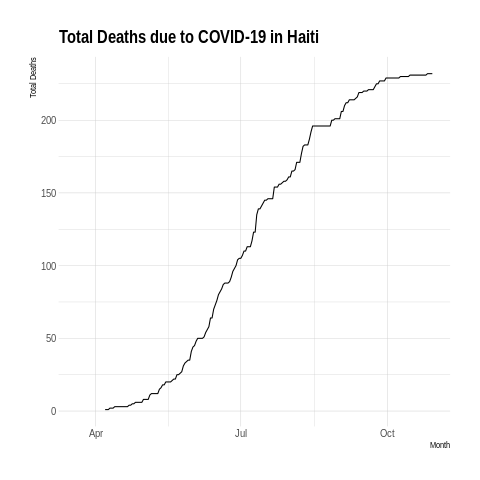 Total Deaths due to COVID-19 in Haiti
Total Deaths
200
150
100
50
0
Apr
Jul
Oct
Month